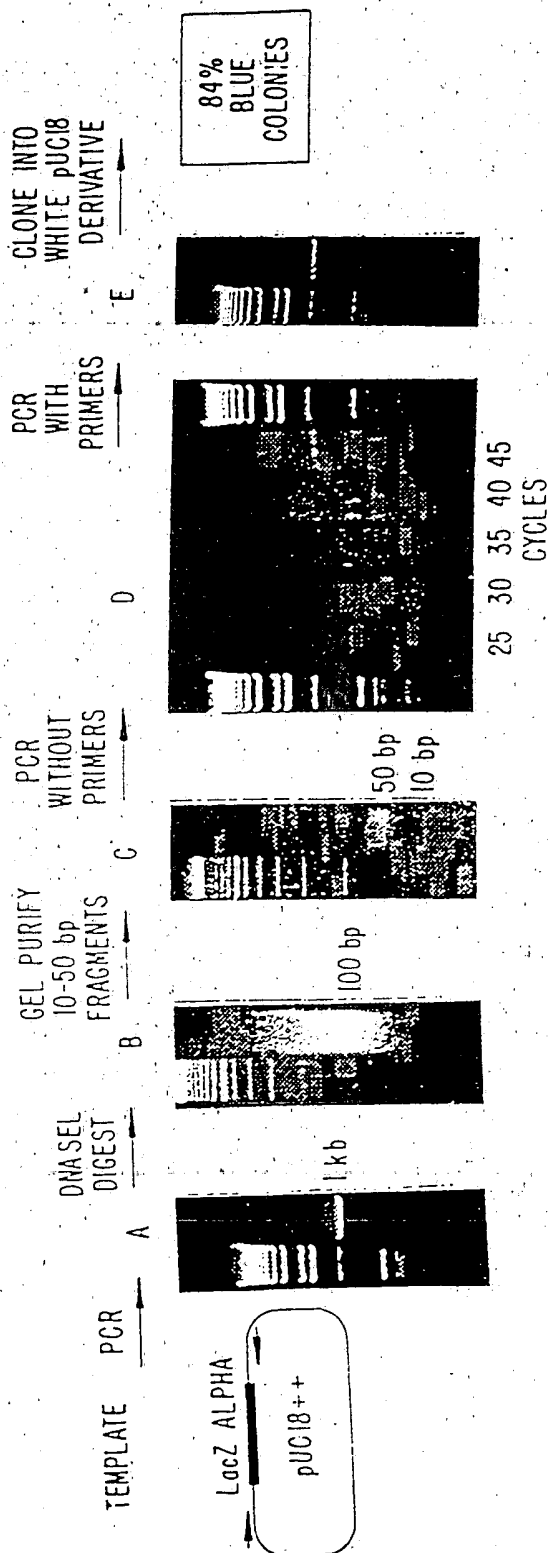 TEMPLATE
PCR
LacZ ALPHA
pUC18++
A
DNASEL
DIGEST
1 kb
B
GEL PURIFY
10-50 bp
FRAGMENTS
100 bp
C
PCR
WITHOUT
PRIMERS
50 bp
10 bp
D
25 30 35 40 45
CYCLES
PCR
WITH
PRIMERS
E
CLONE INTO
WHITE pUC18
DERIVATIVE
84%
BLUE
COLONIES